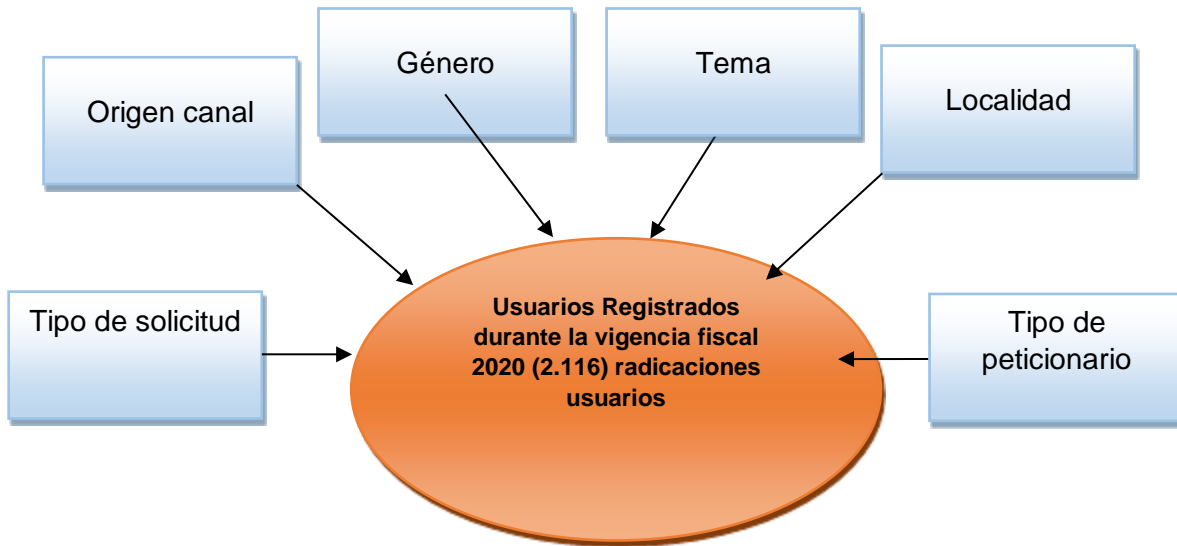 Género
Tema
Origen canal
Localidad
Tipo de solicitud
Usuarios Registrados
durante la vigencia fiscal
2020 (2.116) radicaciones
usuarios
Tipo de
peticionario